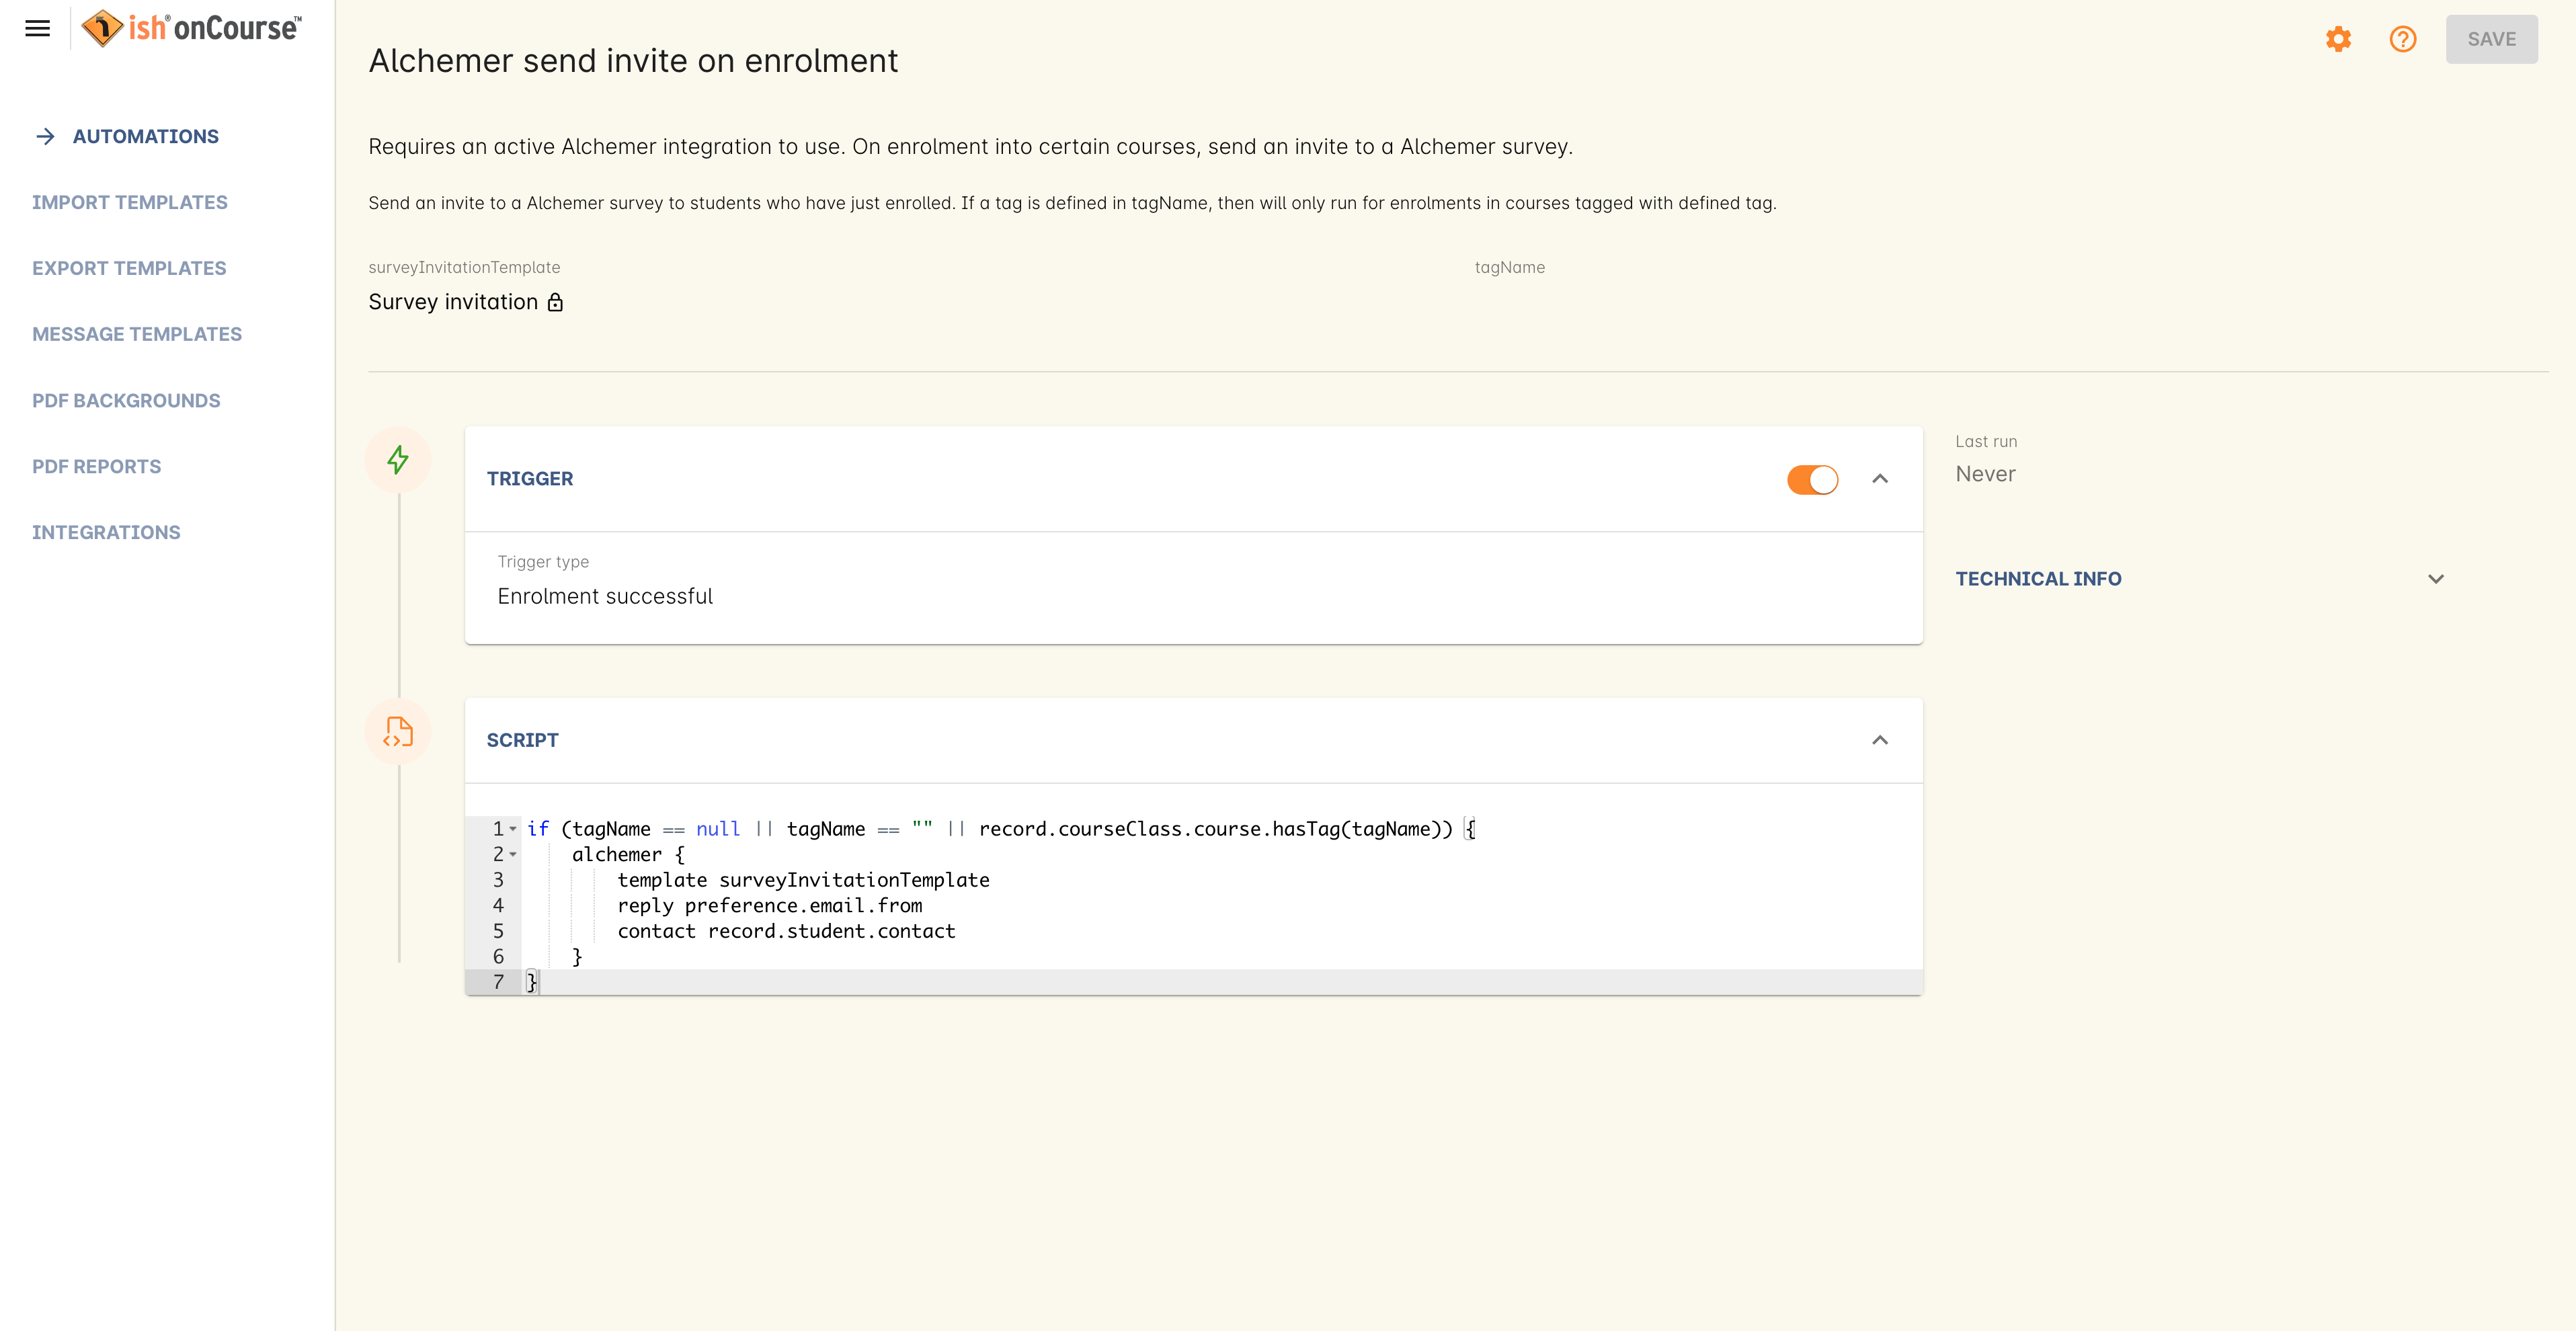 ish® onCourse™
Alchemer send invite on enrolment
SAVE
AUTOMATIONS
IMPORT TEMPLATES
EXPORT TEMPLATES
MESSAGE TEMPLATES
PDF BACKGROUNDS
PDF REPORTS
INTEGRATIONS
Requires an active Alchemer integration to use. On enrolment into certain courses, send an invite to a Alchemer survey.
Send an invite to a Alchemer survey to students who have just enrolled. If a tag is defined in tagName, then will only run for enrolments in courses tagged with defined tag.
surveyInvitationTemplate
Survey invitation
tagName
TRIGGER
Trigger type
Enrolment successful
Last run
Never
TECHNICAL INFO
SCRIPT
1 if (tagName == null || tagName == "" || record.courseClass.course.hasTag(tagName)) {
2 alchemer {
3 template surveyInvitationTemplate
4 reply preference.email.from
5 contact record.student.contact
6 }
7 }